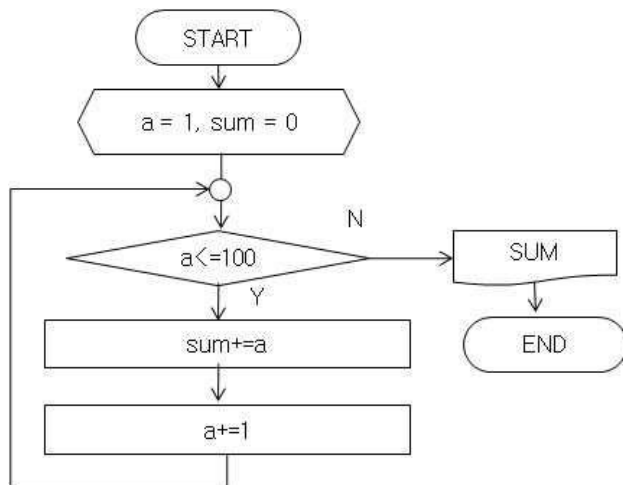 START
a = 1, sum = 0
N
a<=100
SUM
Y
sum+=a
END
a+=1